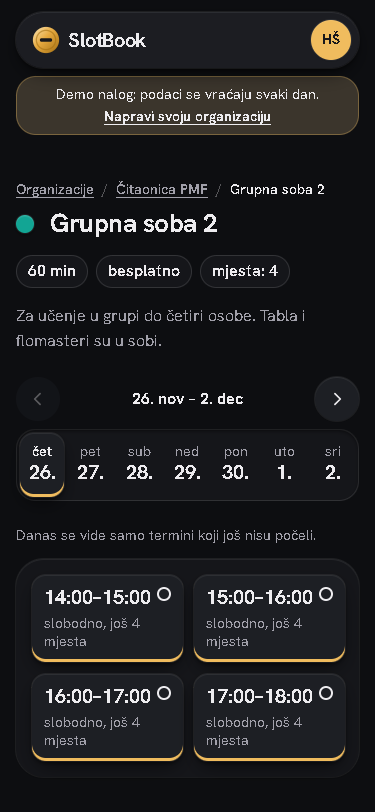 SlotBook
HŠ
Demo nalog: podaci se vraćaju svaki dan.
Napravi svoju organizaciju
Organizacije / Čitaonica PMF / Grupna soba 2
Grupna soba 2
60 min besplatno mjesta: 4
Za učenje u grupi do četiri osobe. Tabla i
flomasteri su u sobi.
26. nov – 2. dec
čet pet sub ned pon uto sri
26. 27. 28. 29. 30. 1. 2.
Danas se vide samo termini koji još nisu počeli.
14:00–15:00 15:00–16:00
slobodno, još 4 slobodno, još 4
mjesta mjesta
16:00–17:00 17:00–18:00
slobodno, još 4 slobodno, još 4
mjesta mjesta